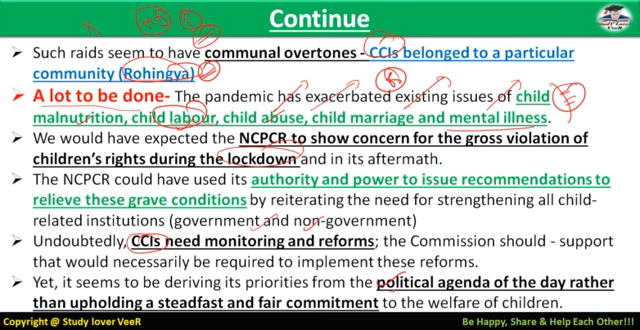 Continue
STUDY LOVER VEER
➤ Such raids seem to have communal overtones - CCIs belonged to a particular
community (Rohingya)
➤ A lot to be done- The pandemic has exacerbated existing issues of child
malnutrition, child labour, child abuse, child marriage and mental illness.
➤ We would have expected the NCPCR to show concern for the gross violation of
children's rights during the lockdown and in its aftermath.
➤ The NCPCR could have used its authority and power to issue recommendations to
relieve these grave conditions by reiterating the need for strengthening all child-
related institutions (government and non-government)
➤ Undoubtedly, CCIs need monitoring and reforms; the Commission should - support
that would necessarily be required to implement these reforms.
➤ Yet, it seems to be deriving its priorities from the political agenda of the day rather
than upholding a steadfast and fair commitment to the welfare of children.
Copyright @ Study lover VeeR
Be Happy, Share & Help Each Other!!!